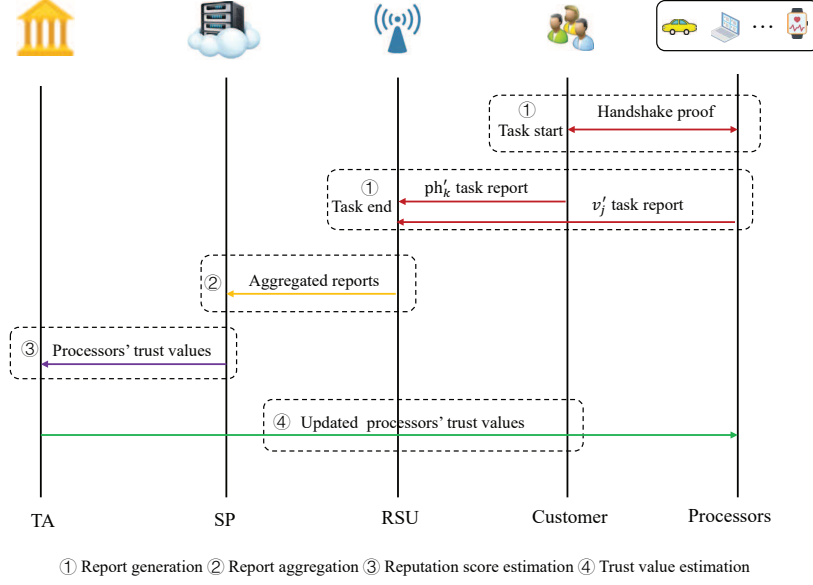 ...
① Handshake proof
Task start
① ph′ₖ task report
Task end v′ⱼ task report
② Aggregated reports
③ Processors' trust values
④ Updated processors' trust values
TA SP RSU Customer Processors
① Report generation ② Report aggregation ③ Reputation score estimation ④ Trust value estimation